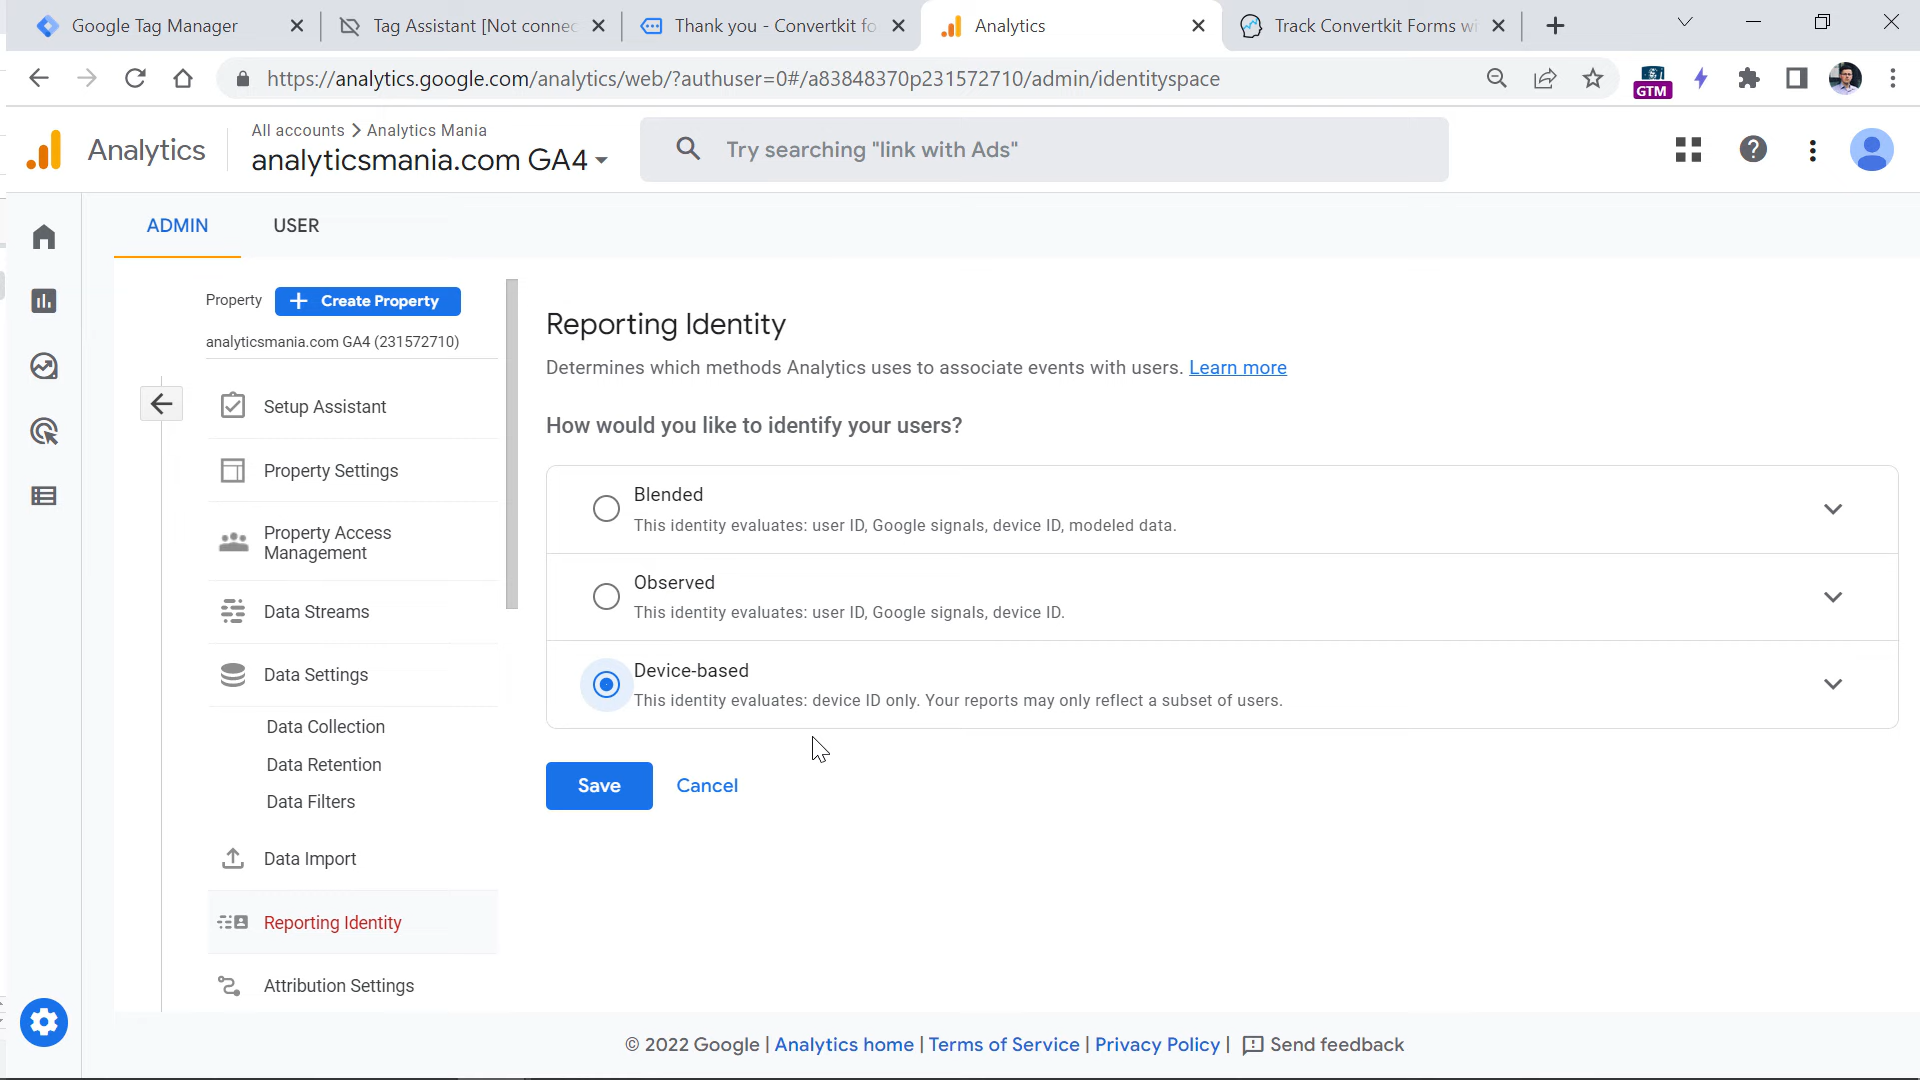 Google Tag Manager
Tag Assistant [Not connec
Thank you - Convertkit fo
Analytics
Track Convertkit Forms wi
https://analytics.google.com/analytics/web/?authuser=0#/a83848370p231572710/admin/identityspace
GTM
Analytics
All accounts > Analytics Mania
analyticsmania.com GA4
Try searching "link with Ads"
ADMIN
USER
Property
Create Property
analyticsmania.com GA4 (231572710)
Setup Assistant
Property Settings
Property Access
Management
Data Streams
Data Settings
Data Collection
Data Retention
Data Filters
Data Import
Reporting Identity
Attribution Settings
Reporting Identity
Determines which methods Analytics uses to associate events with users. Learn more
How would you like to identify your users?
Blended
This identity evaluates: user ID, Google signals, device ID, modeled data.
Observed
This identity evaluates: user ID, Google signals, device ID.
Device-based
This identity evaluates: device ID only. Your reports may only reflect a subset of users.
Save
Cancel
© 2022 Google | Analytics home | Terms of Service | Privacy Policy | Send feedback